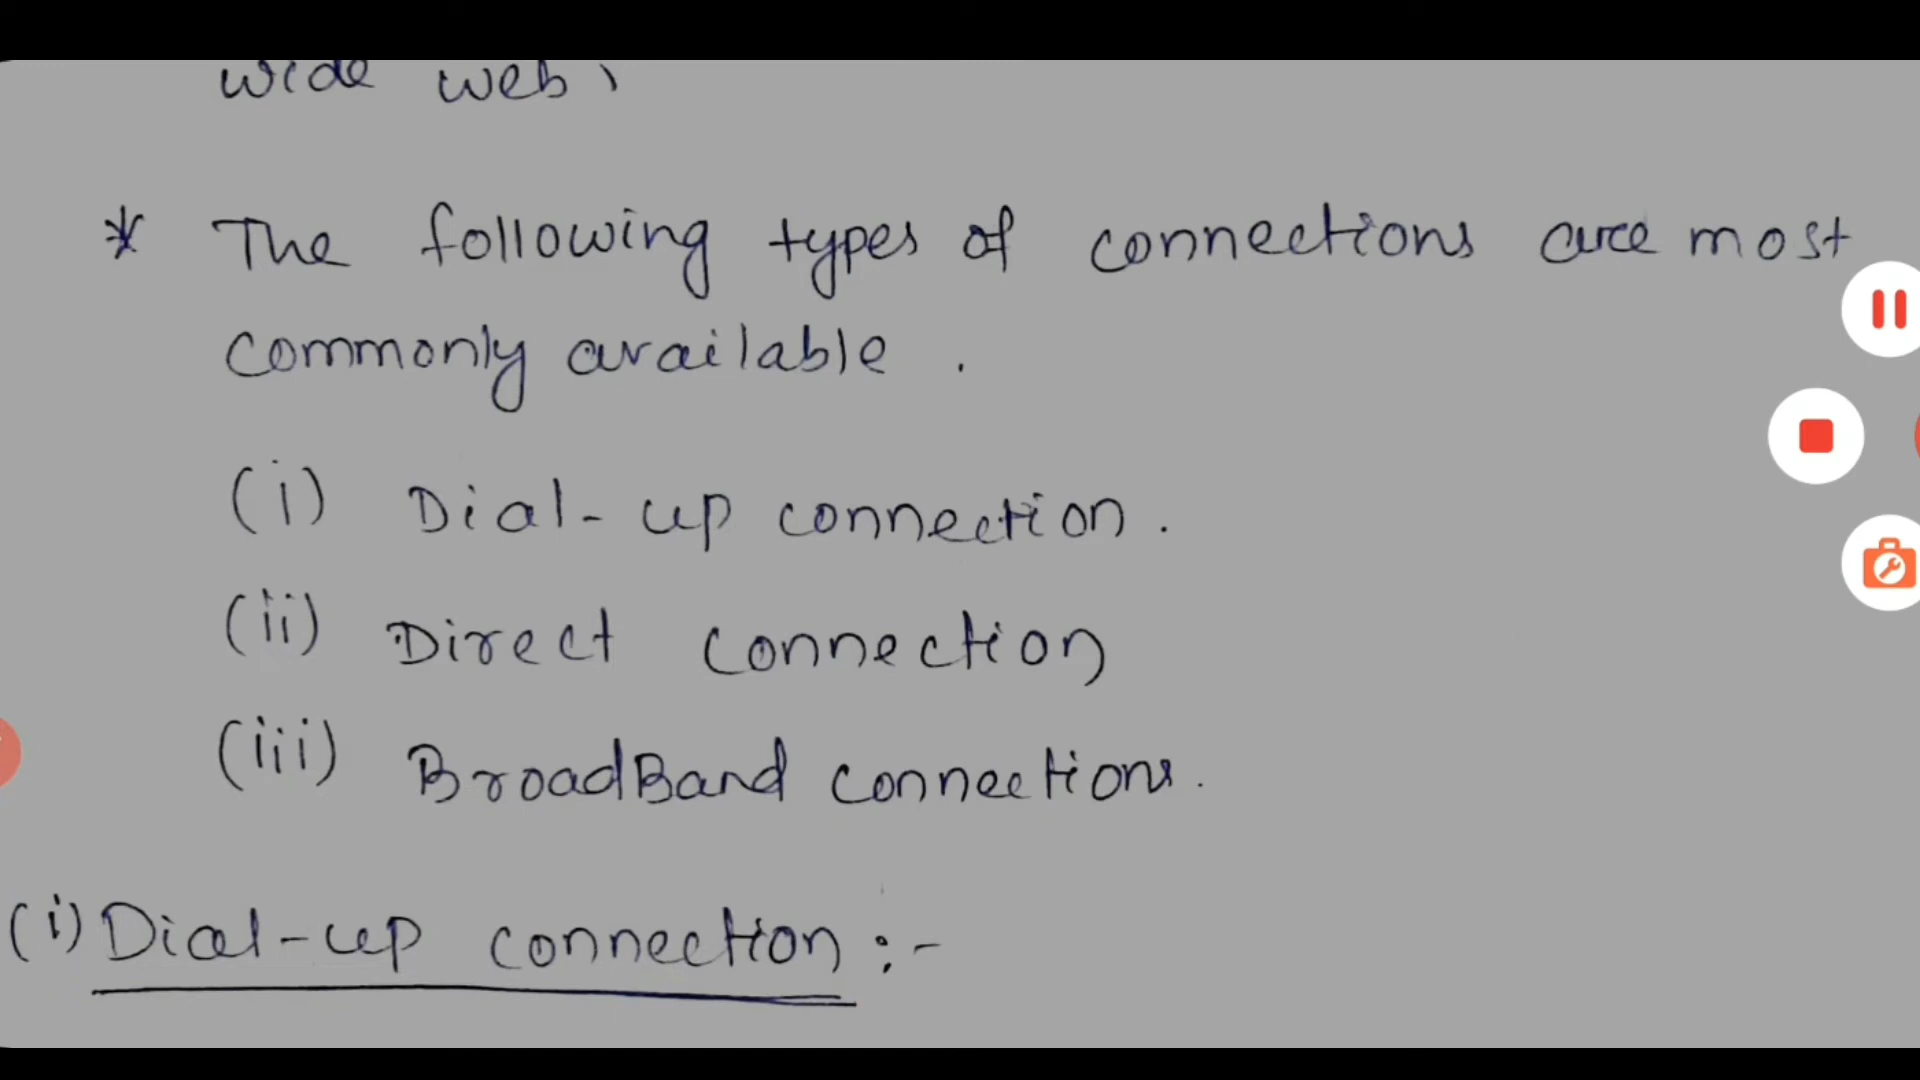 wide web,
* The following types of connections are most
commonly available .
(i) Dial-up connection.
(ii) Direct connection
(iii) BroadBand connections.
(i) Dial-up connection :-